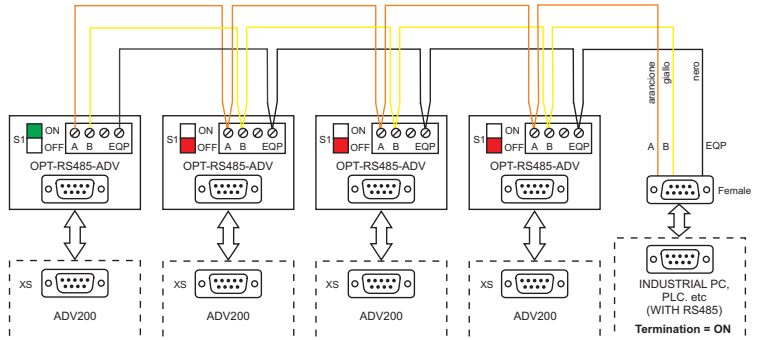 arancione
giallo
nero
S1 ON
OFF
A B EQP
OPT-RS485-ADV
S1 ON
OFF
A B EQP
OPT-RS485-ADV
S1 ON
OFF
A B EQP
OPT-RS485-ADV
S1 ON
OFF
A B EQP
OPT-RS485-ADV
A B EQP
Female
XS
ADV200
XS
ADV200
XS
ADV200
XS
ADV200
INDUSTRIAL PC,
PLC. etc
(WITH RS485)
Termination = ON